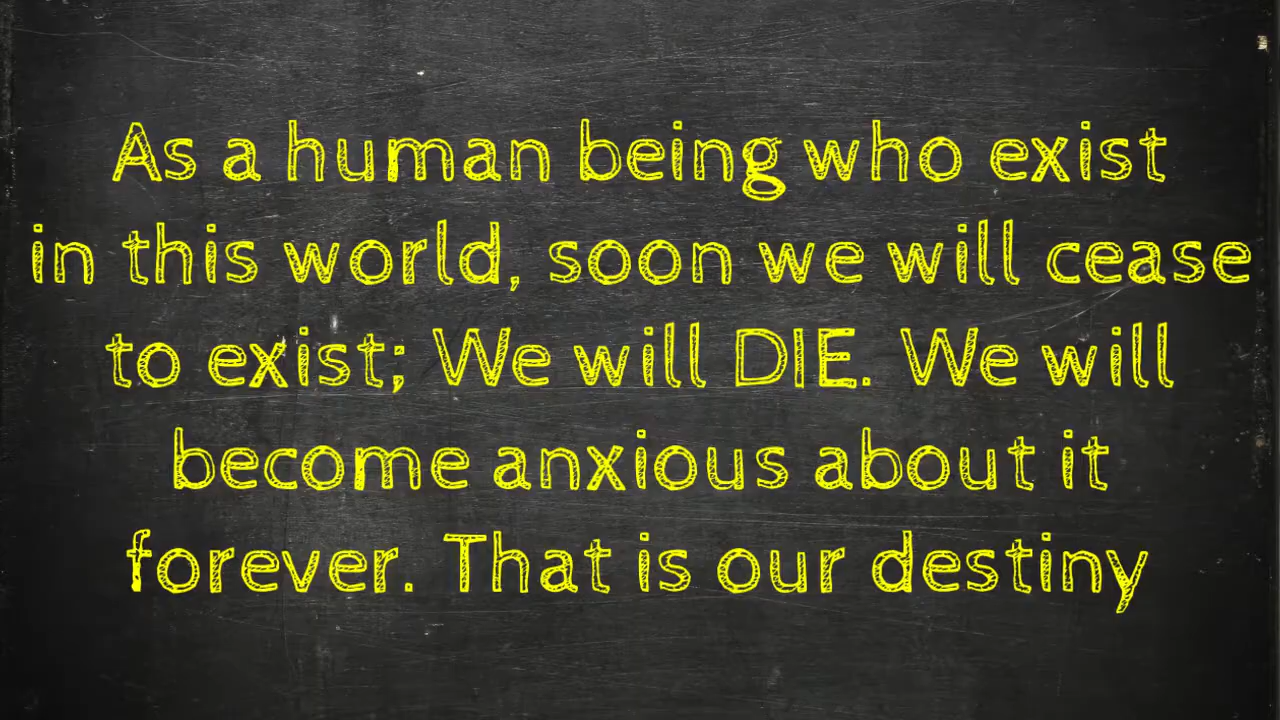 As a human being who exist
in this world, soon we will cease
to exist; We will DIE. We will
become anxious about it
forever. That is our destiny